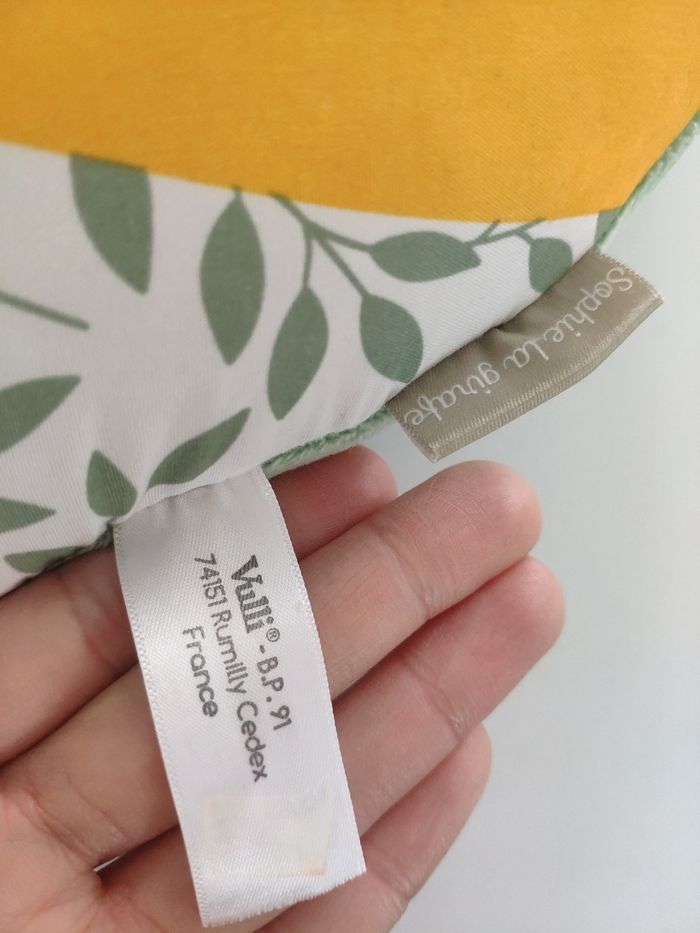 Sophie la girafe
Vulli® - B.P. 91
74151 Rumilly Cedex
France